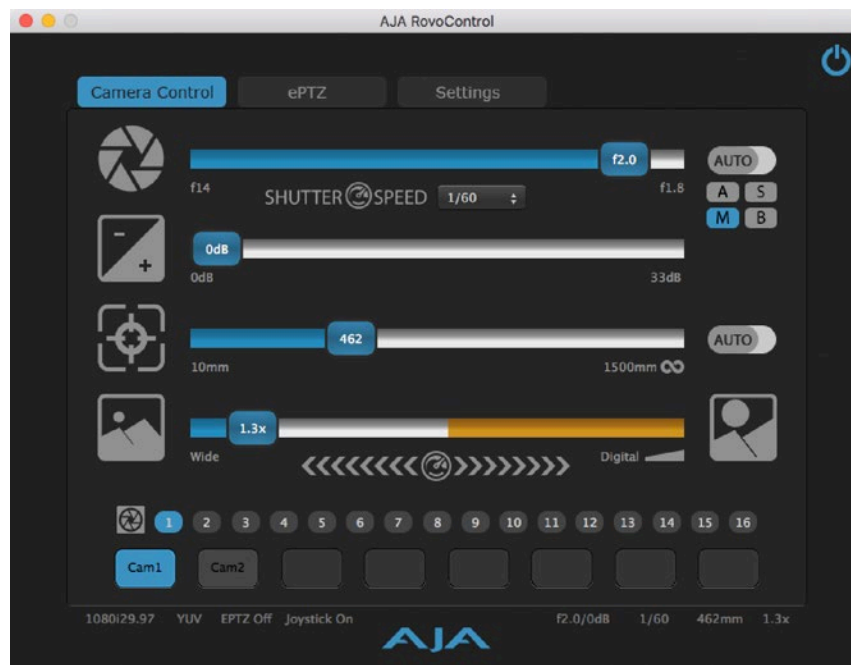 AJA RovoControl
Camera Control ePTZ Settings
f2.0 AUTO
f14 f1.8
SHUTTER SPEED 1/60 A S
M B
0dB
0dB 33dB
462 AUTO
10mm 1500mm ∞
1.3x
Wide Digital
1 2 3 4 5 6 7 8 9 10 11 12 13 14 15 16
Cam1 Cam2
1080i29.97 YUV EPTZ Off Joystick On f2.0/0dB 1/60 462mm 1.3x
AJA